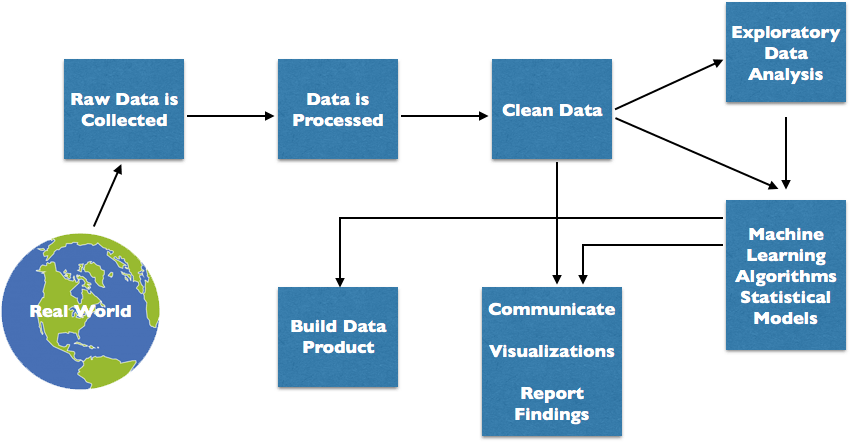 Exploratory
Data
Analysis
Raw Data is
Collected
Data is
Processed
Clean Data
Real World
Machine
Learning
Algorithms
Statistical
Models
Build Data
Product
Communicate
Visualizations
Report
Findings